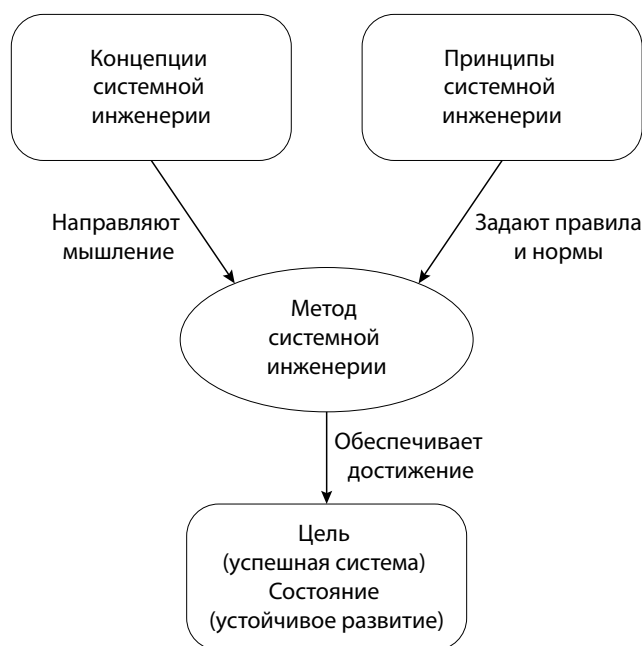 Концепции
системной
инженерии
Принципы
системной
инженерии
Направляют
мышление
Задают правила
и нормы
Метод
системной
инженерии
Обеспечивает
достижение
Цель
(успешная система)
Состояние
(устойчивое развитие)